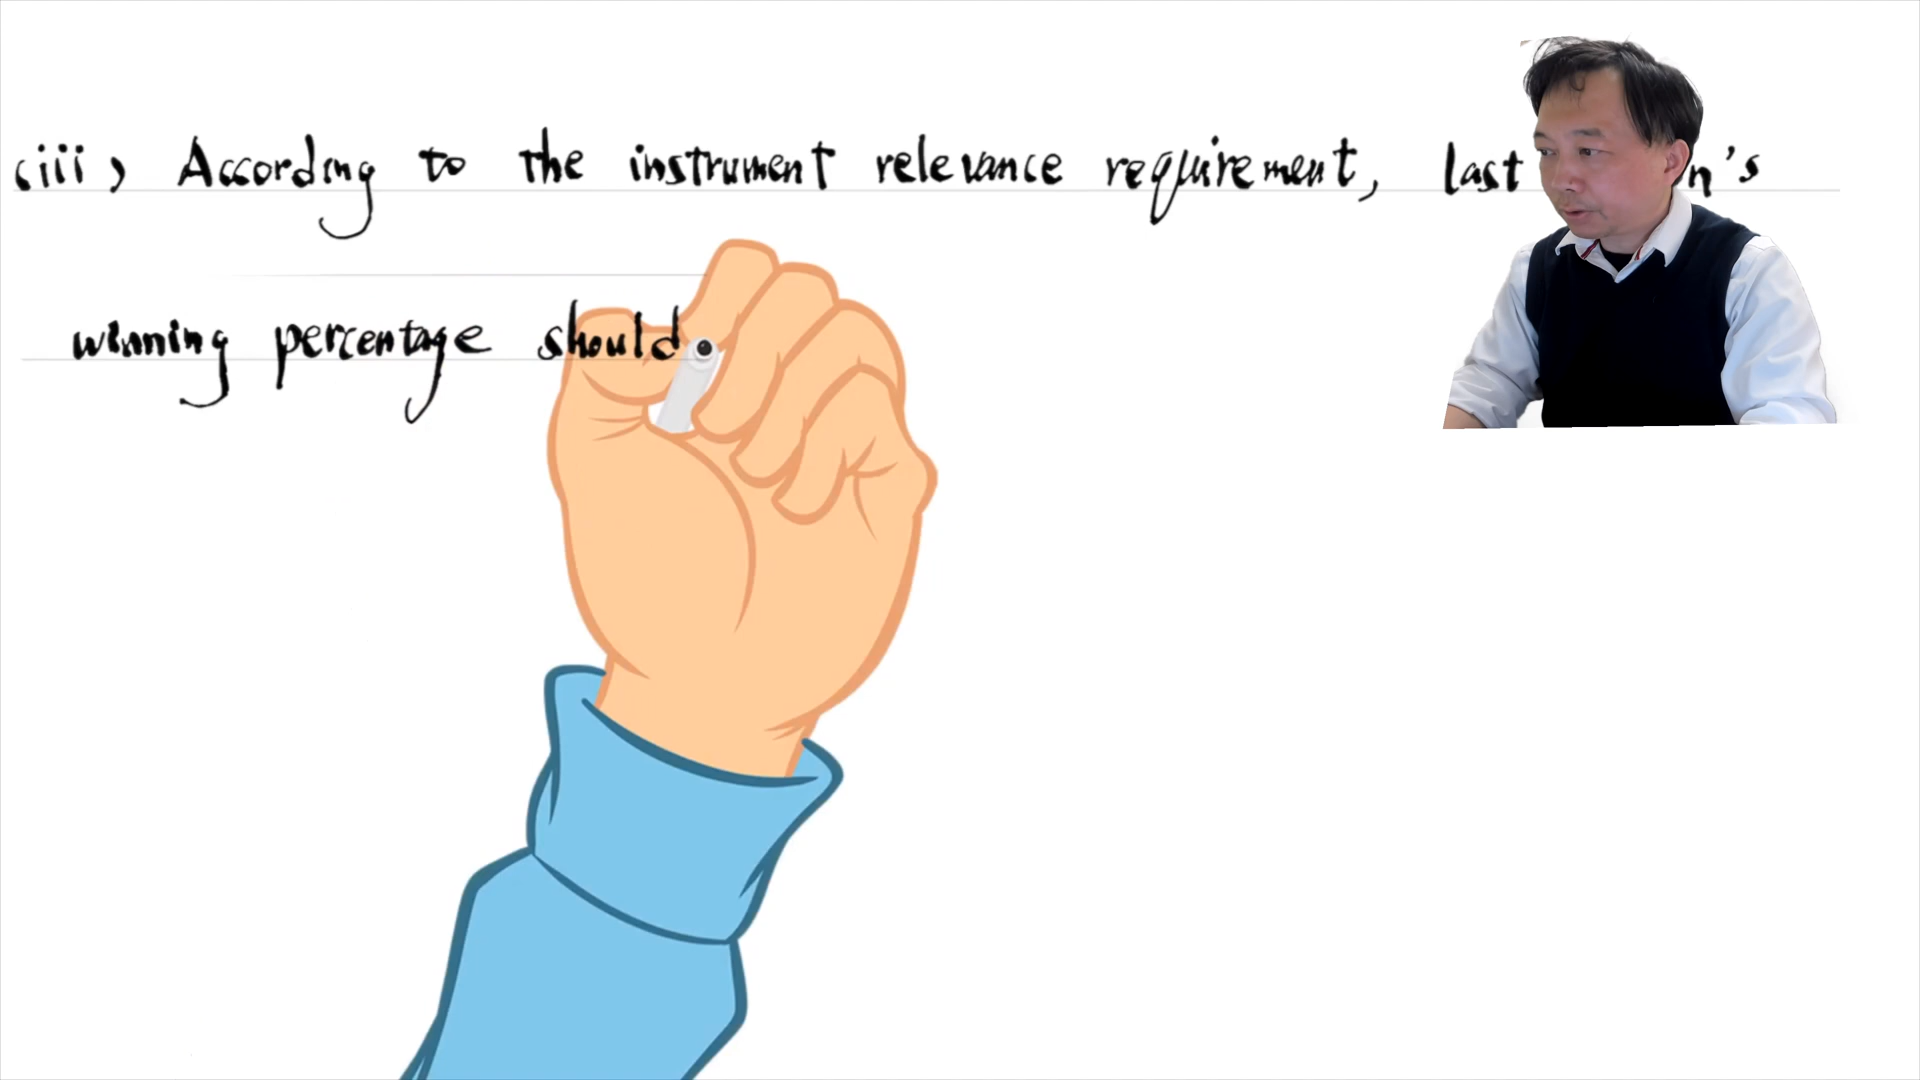 (iii) According to the instrument relevance requirement, last n's
winning percentage should